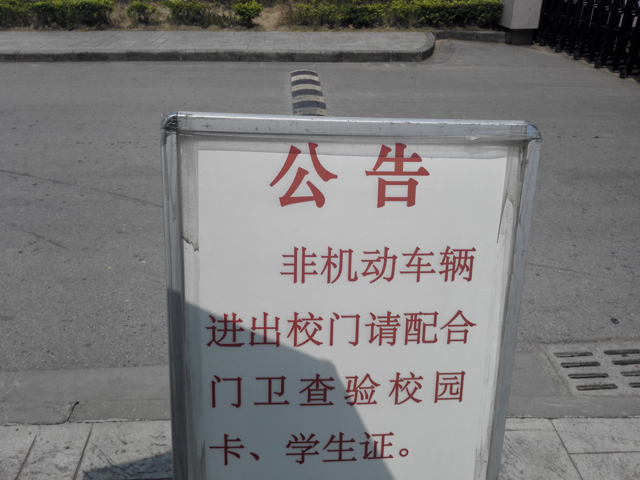 公告
非机动车辆
进出校门请配合
门卫查验校园
卡、学生证。